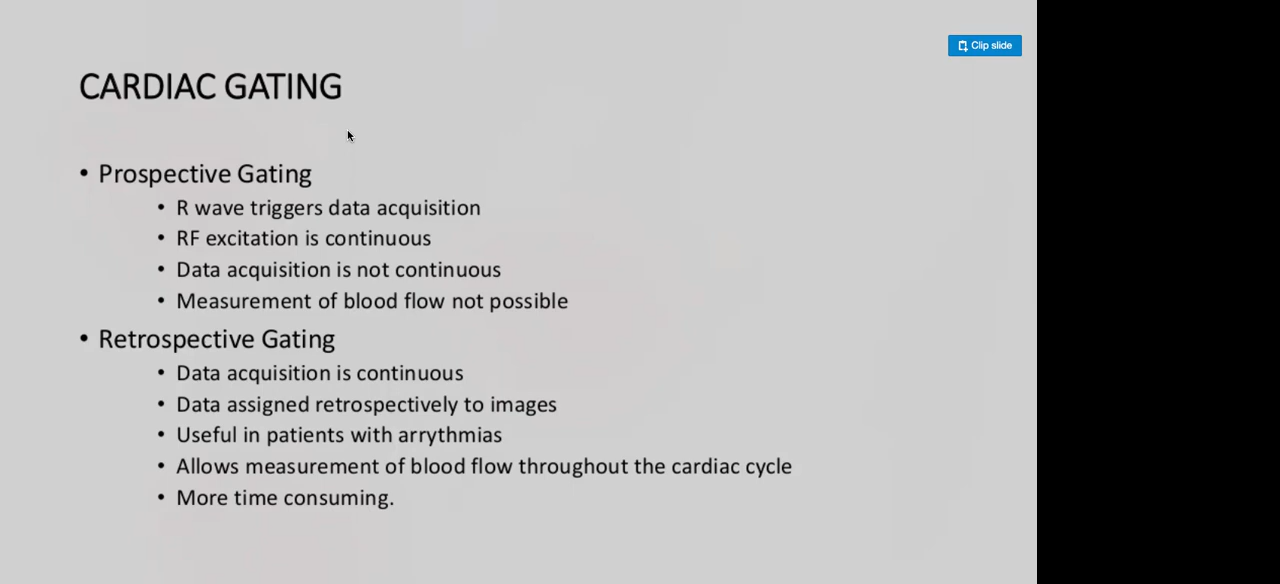 Clip slide
CARDIAC GATING
• Prospective Gating
• R wave triggers data acquisition
• RF excitation is continuous
• Data acquisition is not continuous
• Measurement of blood flow not possible
• Retrospective Gating
• Data acquisition is continuous
• Data assigned retrospectively to images
• Useful in patients with arrythmias
• Allows measurement of blood flow throughout the cardiac cycle
• More time consuming.